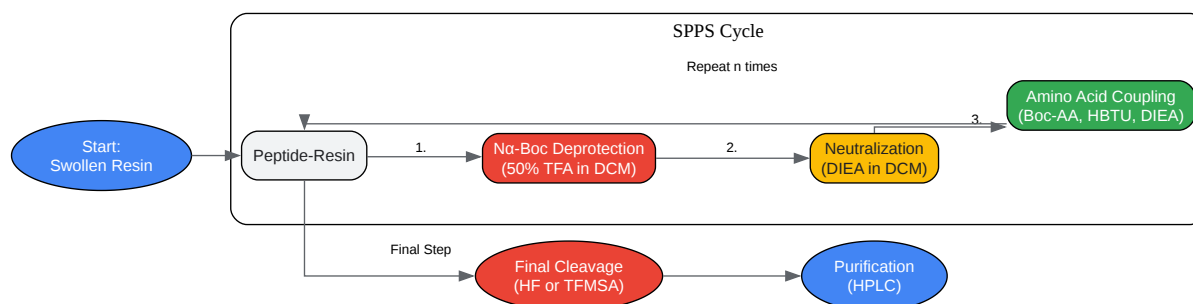 SPPS Cycle
Repeat n times
Amino Acid Coupling
(Boc-AA, HBTU, DIEA)
3.
Start:
Swollen Resin
Peptide-Resin
1.
Nα-Boc Deprotection
(50% TFA in DCM)
2.
Neutralization
(DIEA in DCM)
Final Step
Final Cleavage
(HF or TFMSA)
Purification
(HPLC)